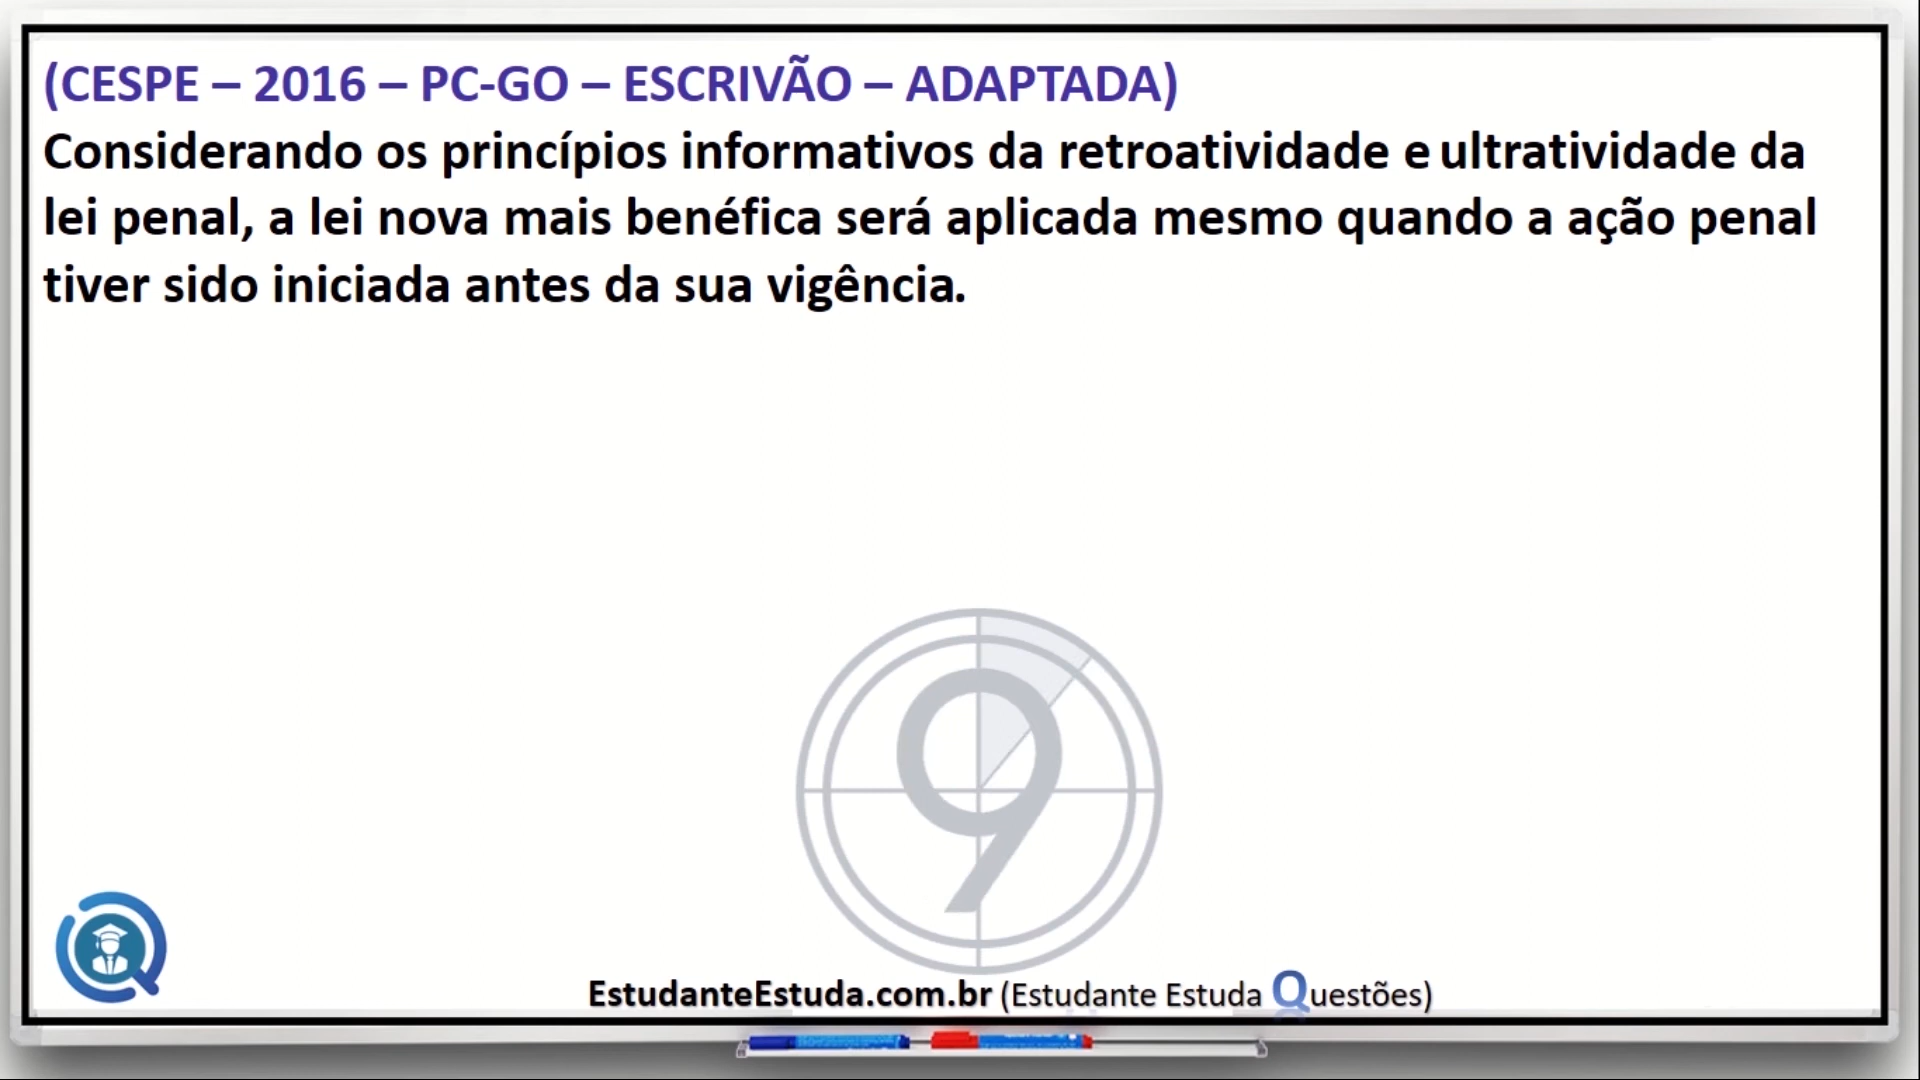 (CESPE – 2016 – PC-GO – ESCRIVÃO – ADAPTADA)
Considerando os princípios informativos da retroatividade e ultratividade da
lei penal, a lei nova mais benéfica será aplicada mesmo quando a ação penal
tiver sido iniciada antes da sua vigência.
9
EstudanteEstuda.com.br (Estudante Estuda Questões)